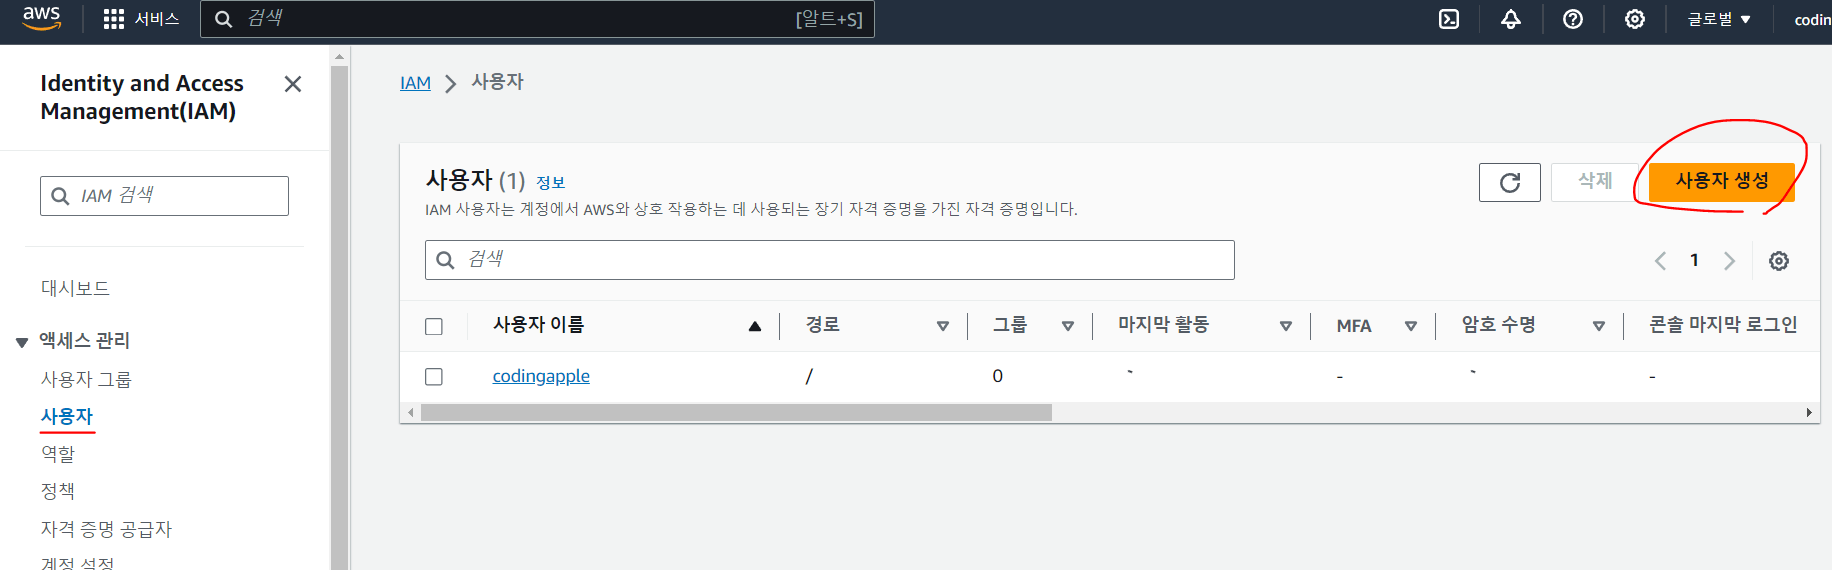 aws
서비스
검색
[알트+S]
글로벌
codin
Identity and Access
Management(IAM)
IAM 검색
대시보드
액세스 관리
사용자 그룹
사용자
역할
정책
자격 증명 공급자
계정 설정
IAM
사용자
사용자 (1) 정보
IAM 사용자는 계정에서 AWS와 상호 작용하는 데 사용되는 장기 자격 증명을 가진 자격 증명입니다.
삭제
사용자 생성
검색
1
사용자 이름 경로 그룹 마지막 활동 MFA 암호 수명 콘솔 마지막 로그인
codingapple / 0 - -